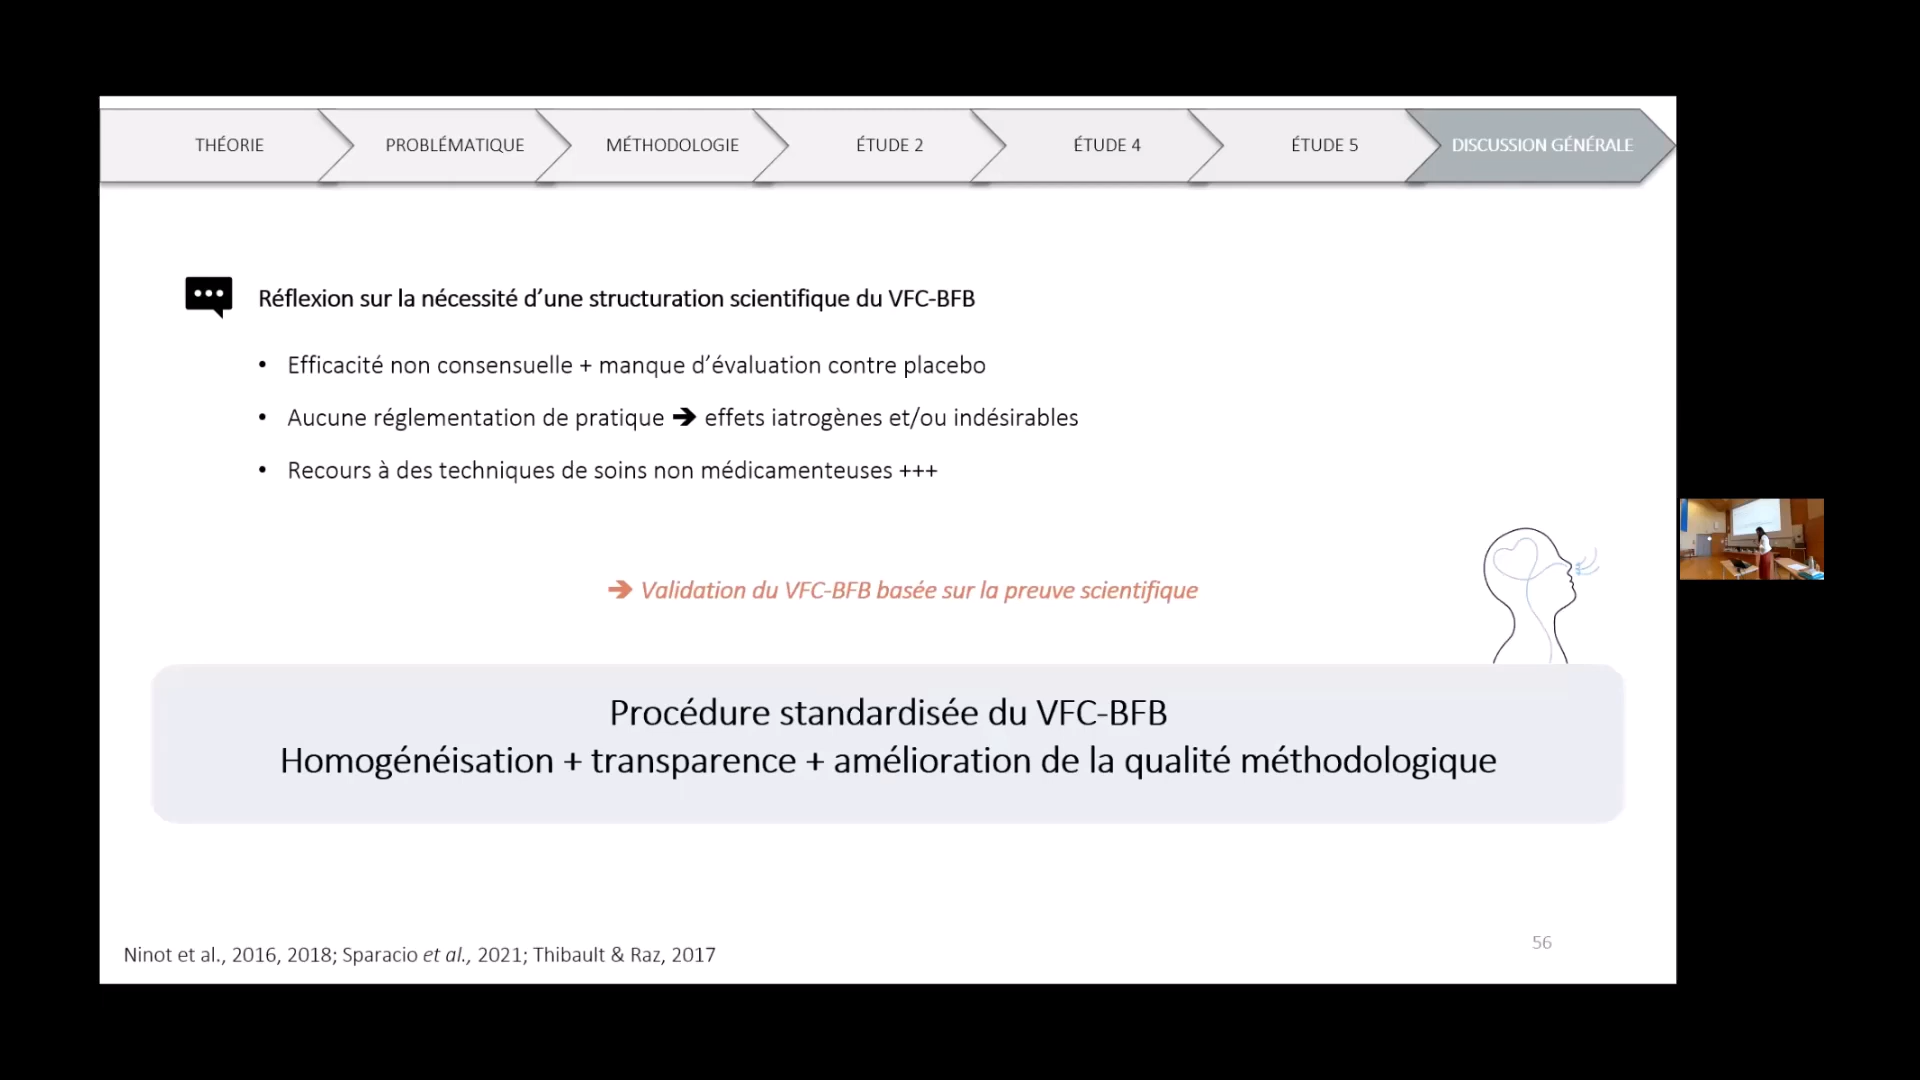 THÉORIE
PROBLÉMATIQUE
MÉTHODOLOGIE
ÉTUDE 2
ÉTUDE 4
ÉTUDE 5
DISCUSSION GÉNÉRALE
Réflexion sur la nécessité d’une structuration scientifique du VFC-BFB
• Efficacité non consensuelle + manque d’évaluation contre placebo
• Aucune réglementation de pratique ➔ effets iatrogènes et/ou indésirables
• Recours à des techniques de soins non médicamenteuses +++
➔ Validation du VFC-BFB basée sur la preuve scientifique
Procédure standardisée du VFC-BFB
Homogénéisation + transparence + amélioration de la qualité méthodologique
Ninot et al., 2016, 2018; Sparacio et al., 2021; Thibault & Raz, 2017
56